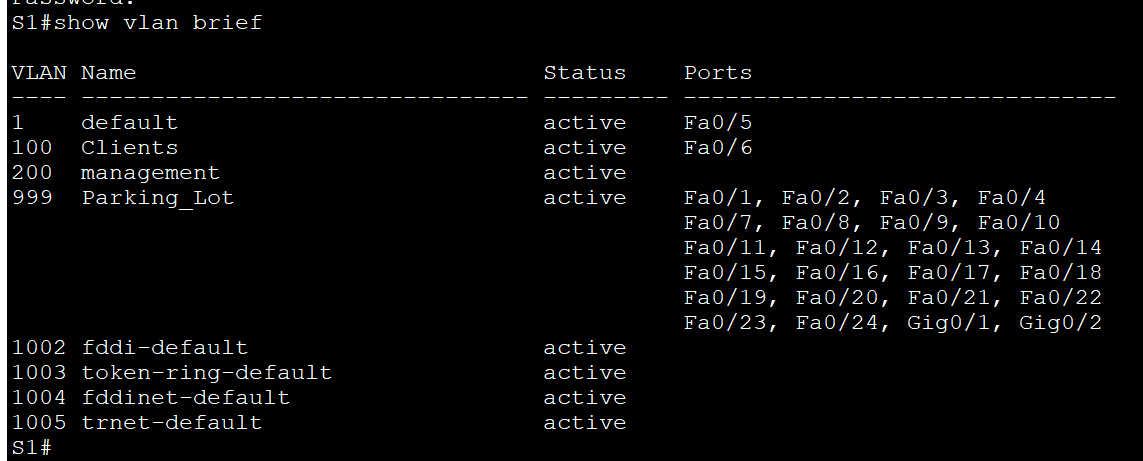 Password:
S1#show vlan brief
VLAN Name                             Status    Ports
---- -------------------------------- --------- -------------------------------
1    default                          active    Fa0/5
100  Clients                          active    Fa0/6
200  management                       active
999  Parking_Lot                      active    Fa0/1, Fa0/2, Fa0/3, Fa0/4
                                                Fa0/7, Fa0/8, Fa0/9, Fa0/10
                                                Fa0/11, Fa0/12, Fa0/13, Fa0/14
                                                Fa0/15, Fa0/16, Fa0/17, Fa0/18
                                                Fa0/19, Fa0/20, Fa0/21, Fa0/22
                                                Fa0/23, Fa0/24, Gig0/1, Gig0/2
1002 fddi-default                     active
1003 token-ring-default               active
1004 fddinet-default                  active
1005 trnet-default                    active
S1#